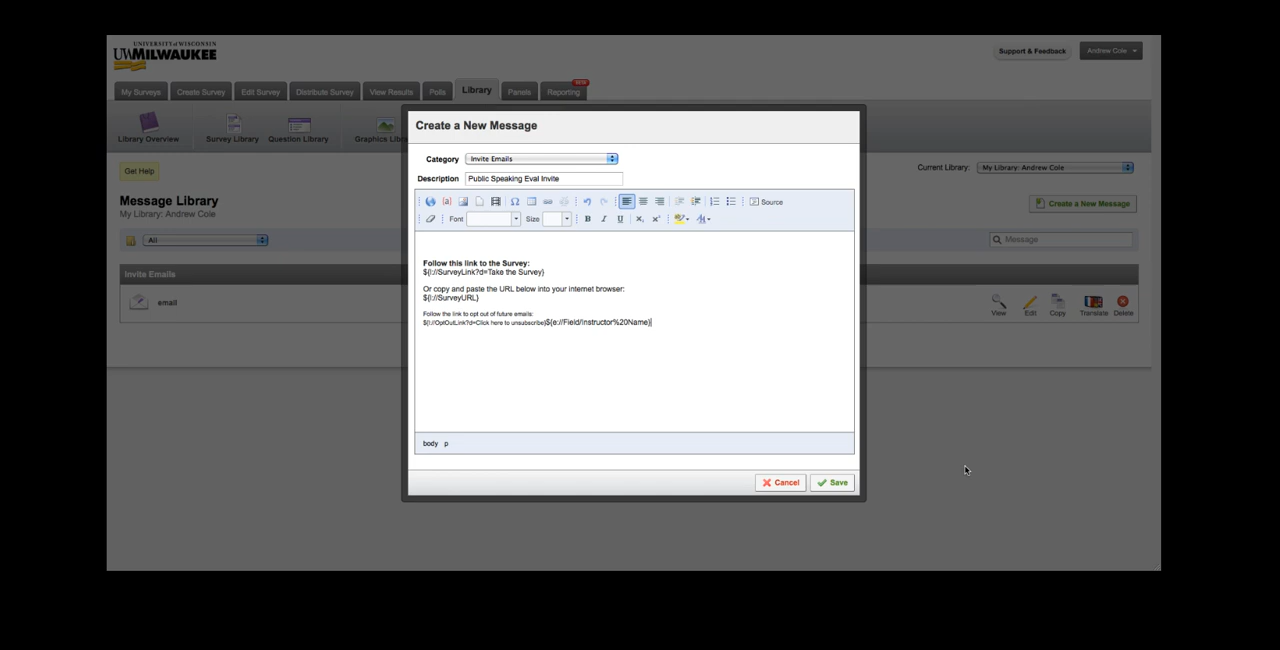 UNIVERSITY of WISCONSIN
UWMILWAUKEE
Support & Feedback
Andrew Cole
My Surveys
Create Survey
Edit Survey
Distribute Survey
View Results
Polls
Library
Panels
Reporting
BETA
Library Overview
Survey Library
Question Library
Graphics Libra
Get Help
Current Library:
My Library: Andrew Cole
Message Library
My Library: Andrew Cole
Create a New Message
All
Message
Invite Emails
email
View
Edit
Copy
Translate
Delete
Create a New Message
Category
Invite Emails
Description
Public Speaking Eval Invite
Source
Font
Size
B I U
Follow this link to the Survey:
${l://SurveyLink?d=Take the Survey}
Or copy and paste the URL below into your internet browser:
${l://SurveyURL}
Follow the link to opt out of future emails:
${l://OptOutLink?d=Click here to unsubscribe}${e://Field/Instructor%20Name}
body p
Cancel
Save